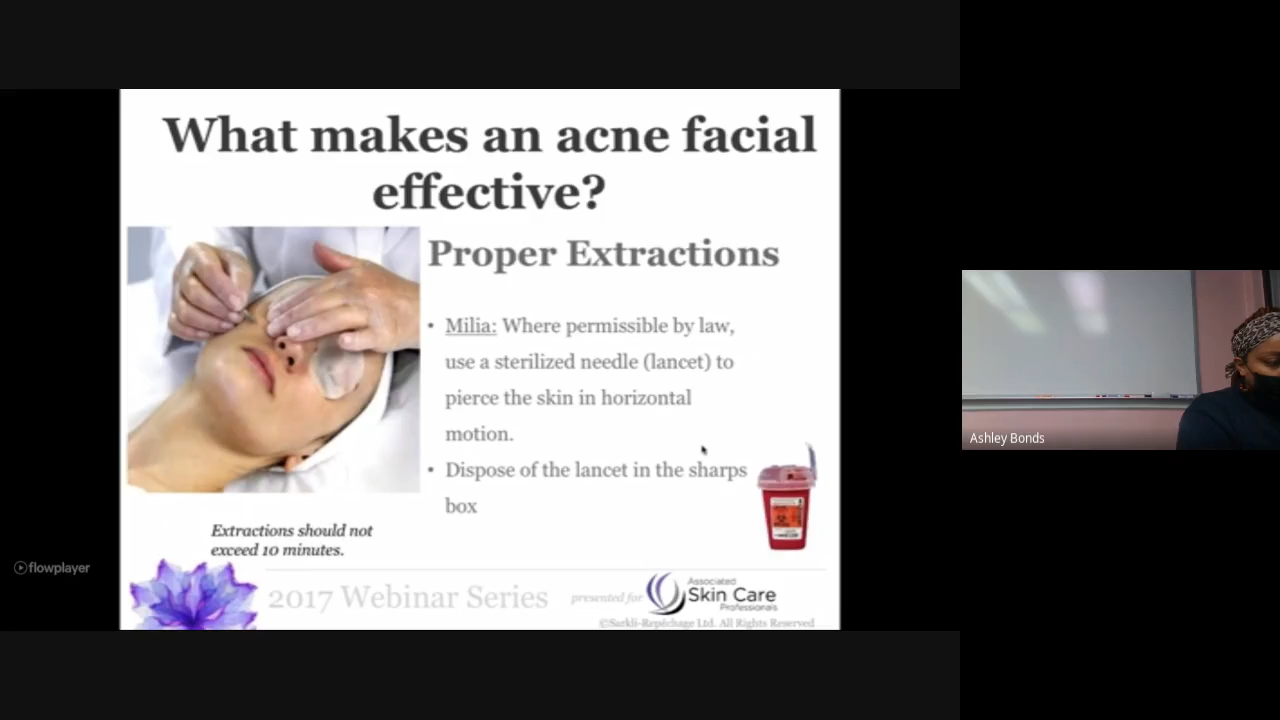 What makes an acne facial
effective?
Proper Extractions
• Milia: Where permissible by law,
use a sterilized needle (lancet) to
pierce the skin in horizontal
motion.
• Dispose of the lancet in the sharps
box
Extractions should not
exceed 10 minutes.
2017 Webinar Series
presented for
Associated
Skin Care
Professionals
©Sarkli-Repéchage Ltd. All Rights Reserved
flowplayer
Ashley Bonds